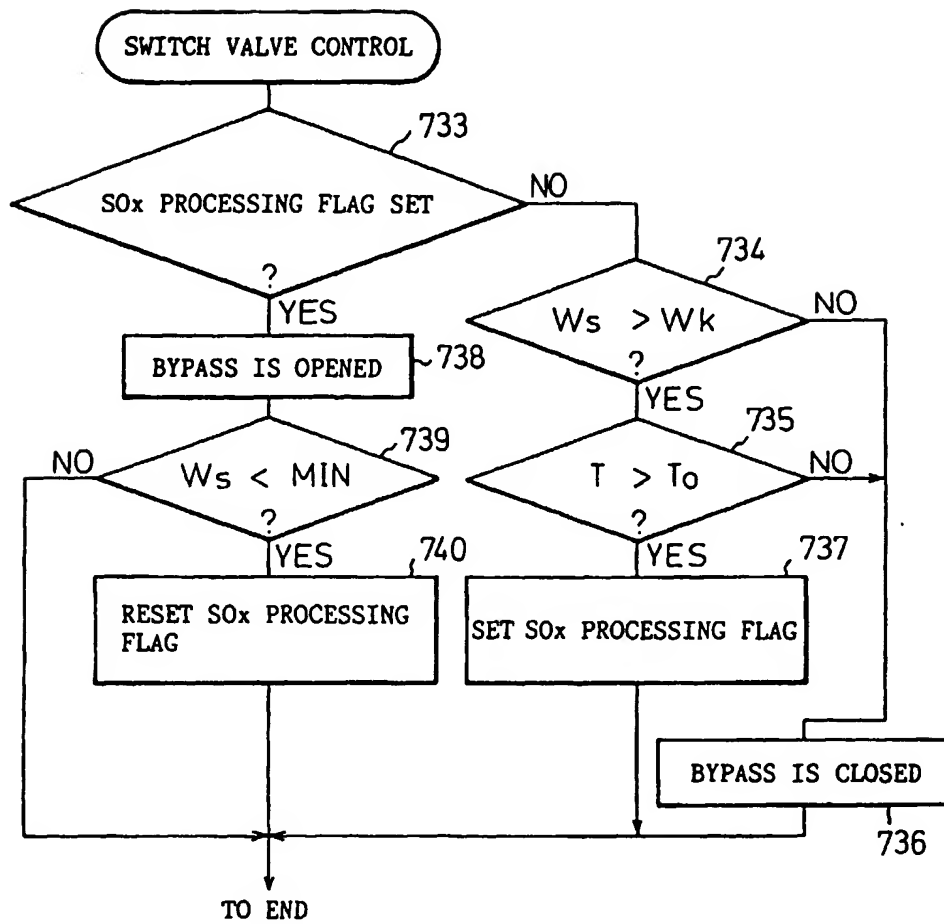 SWITCH VALVE CONTROL
733
SOx PROCESSING FLAG SET
?
NO
YES
734
Ws > Wk
?
NO
YES
BYPASS IS OPENED
738
739
Ws < MIN
?
NO
YES
735
T > To
?
NO
YES
740
RESET SOx PROCESSING
FLAG
737
SET SOx PROCESSING FLAG
BYPASS IS CLOSED
736
TO END